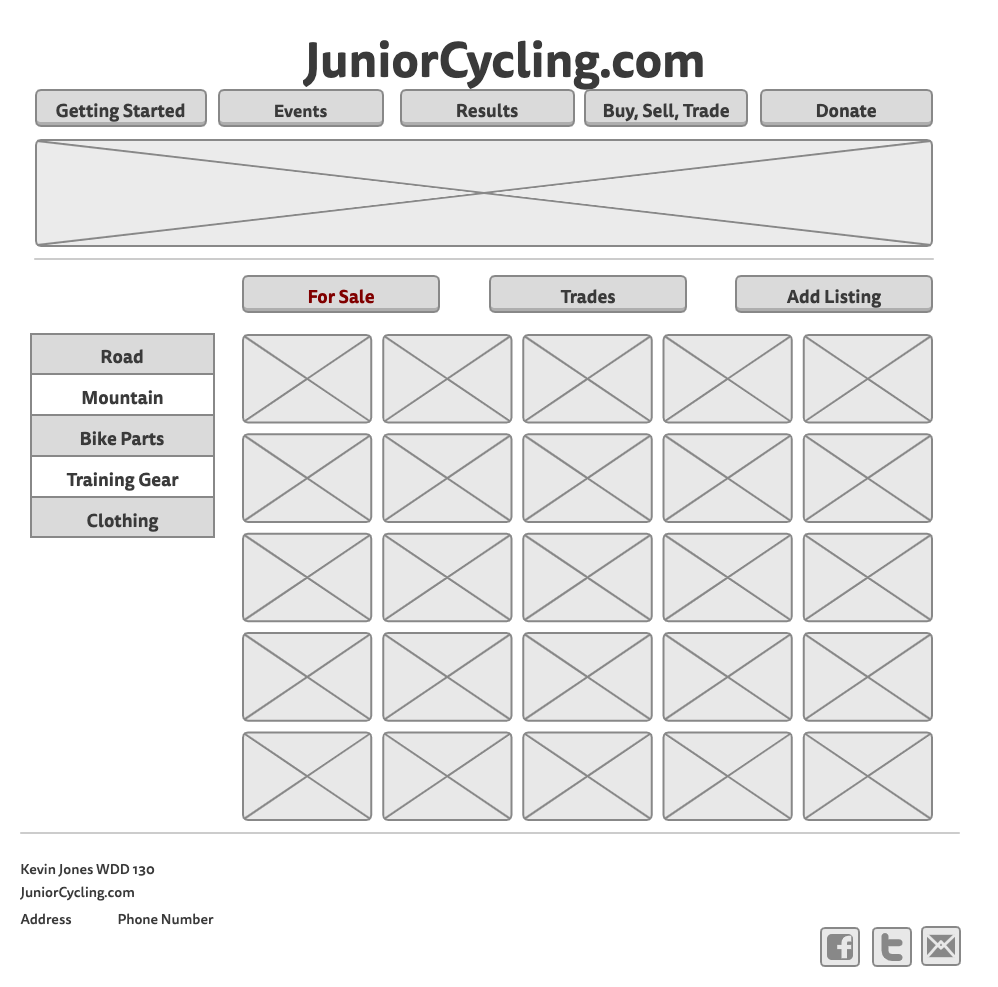 JuniorCycling.com
Getting Started Events Results Buy, Sell, Trade Donate
For Sale Trades Add Listing
Road
Mountain
Bike Parts
Training Gear
Clothing
Kevin Jones WDD 130
JuniorCycling.com
Address Phone Number